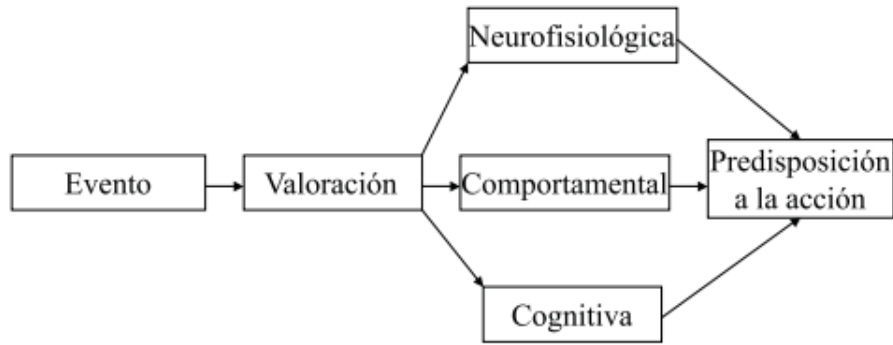 Neurofisiológica
Evento
Valoración
Comportamental
Predisposición
a la acción
Cognitiva